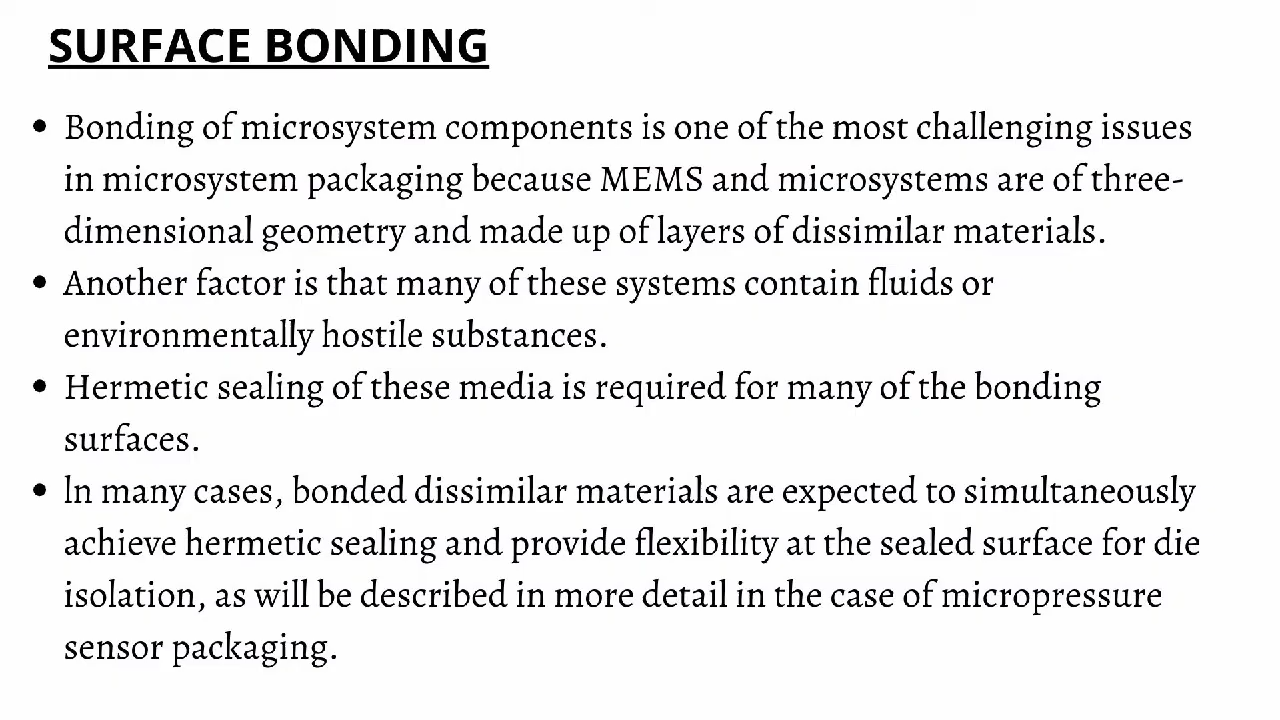 SURFACE BONDING
• Bonding of microsystem components is one of the most challenging issues
in microsystem packaging because MEMS and microsystems are of three-
dimensional geometry and made up of layers of dissimilar materials.
• Another factor is that many of these systems contain fluids or
environmentally hostile substances.
• Hermetic sealing of these media is required for many of the bonding
surfaces.
• ln many cases, bonded dissimilar materials are expected to simultaneously
achieve hermetic sealing and provide flexibility at the sealed surface for die
isolation, as will be described in more detail in the case of micropressure
sensor packaging.